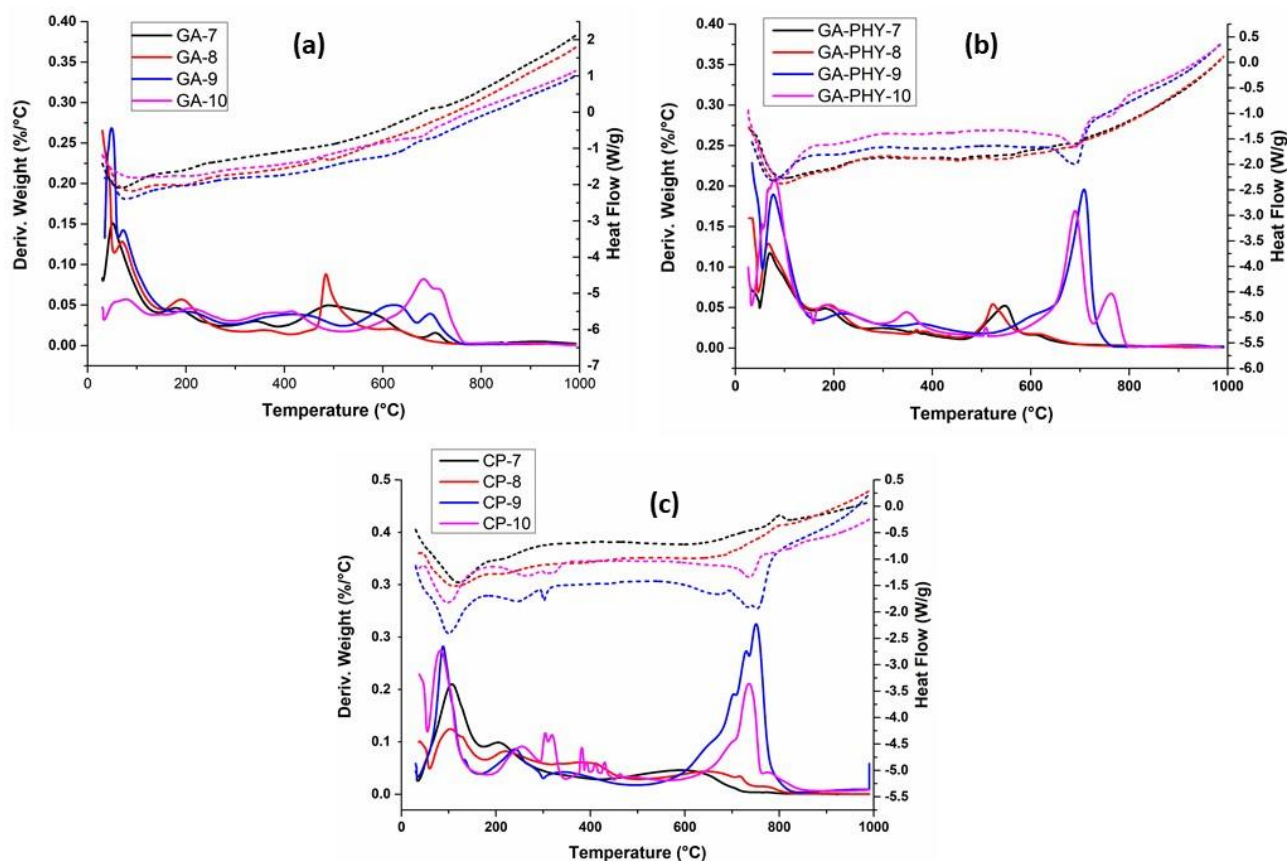 (a)
GA-7
GA-8
GA-9
GA-10
Deriv. Weight (%/°C)
0.40
0.35
0.30
0.25
0.20
0.15
0.10
0.05
0.00
0 200 400 600 800 1000
Temperature (°C)
2
1
0
-1
-2
-3
-4
-5
-6
-7
Heat Flow (W/g)
(b)
GA-PHY-7
GA-PHY-8
GA-PHY-9
GA-PHY-10
Deriv. Weight (%/°C)
0.40
0.35
0.30
0.25
0.20
0.15
0.10
0.05
0.00
0 200 400 600 800 1000
Temperature (°C)
0.5
0.0
-0.5
-1.0
-1.5
-2.0
-2.5
-3.0
-3.5
-4.0
-4.5
-5.0
-5.5
-6.0
Heat Flow (W/g)
(c)
CP-7
CP-8
CP-9
CP-10
Deriv. Weight (%/°C)
0.5
0.4
0.4
0.3
0.3
0.2
0.2
0.1
0.1
0.0
0 200 400 600 800 1000
Temperature (°C)
0.5
0.0
-0.5
-1.0
-1.5
-2.0
-2.5
-3.0
-3.5
-4.0
-4.5
-5.0
-5.5
Heat Flow (W/g)